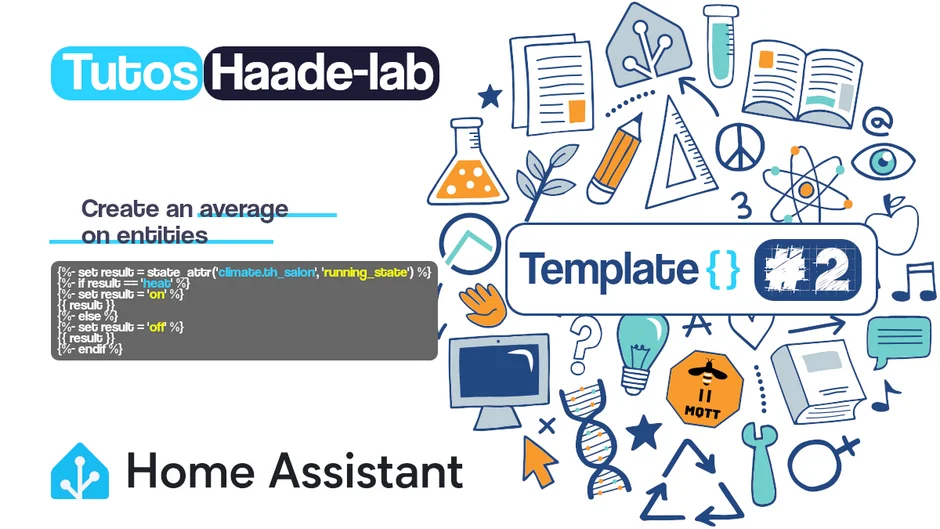 Tutos Haade-lab
Create an average
on entities
{%- set result = state_attr('climate.th_salon', 'running_state') %}
{%- if result == 'heat' %}
{%- set result = 'on' %}
{{ result }}
{%- else %}
{%- set result = 'off' %}
{{ result }}
{%- endif %}
Home Assistant
@
3
Template {} #2
?
A
MQTT